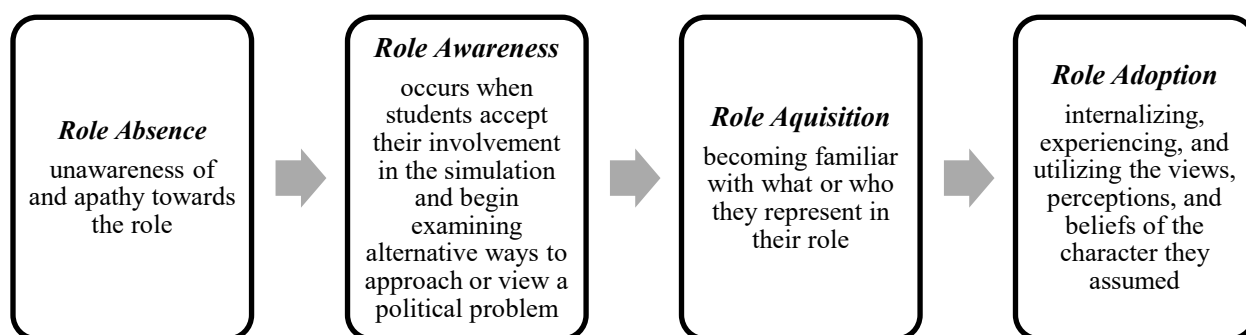 Role Absence
unawareness of
and apathy towards
the role
Role Awareness
occurs when
students accept
their involvement
in the simulation
and begin
examining
alternative ways to
approach or view a
political problem
Role Aquisition
becoming familiar
with what or who
they represent in
their role
Role Adoption
internalizing,
experiencing, and
utilizing the views,
perceptions, and
beliefs of the
character they
assumed